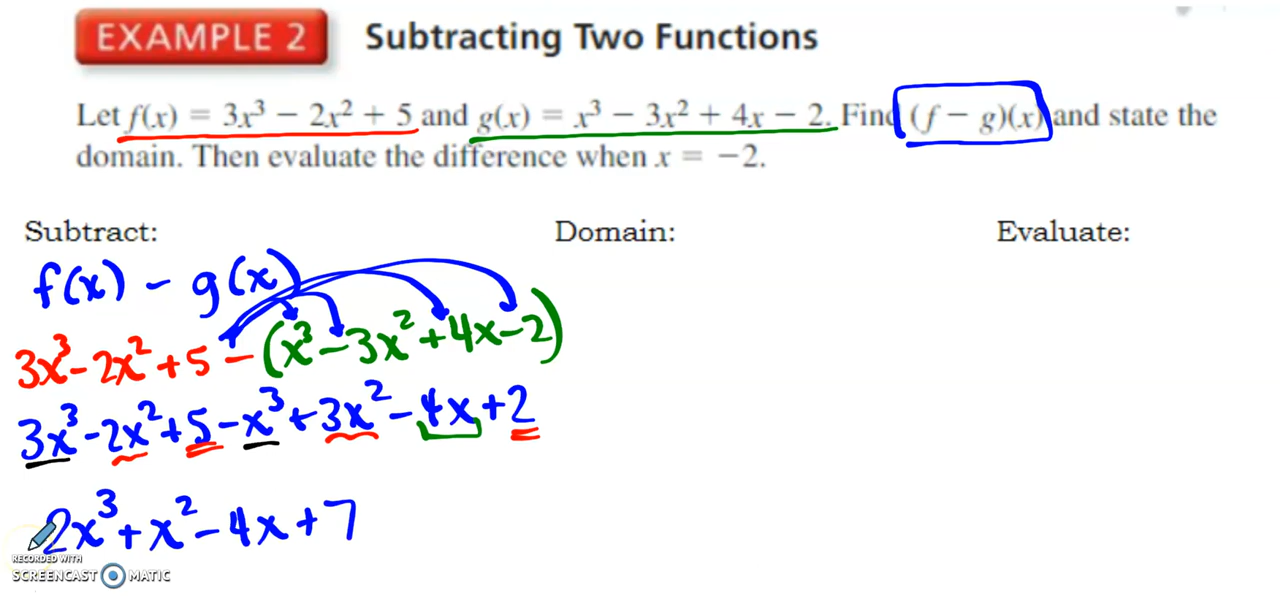 EXAMPLE 2 Subtracting Two Functions
Let f(x) = 3x³ − 2x² + 5 and g(x) = x³ − 3x² + 4x − 2. Find (f − g)(x) and state the
domain. Then evaluate the difference when x = −2.
Subtract: Domain: Evaluate:
f(x) − g(x)
3x³ − 2x² + 5 − (x³ − 3x² + 4x − 2)
3x³ − 2x² + 5 − x³ + 3x² − 4x + 2
2x³ + x² − 4x + 7
RECORDED WITH
SCREENCAST MATIC